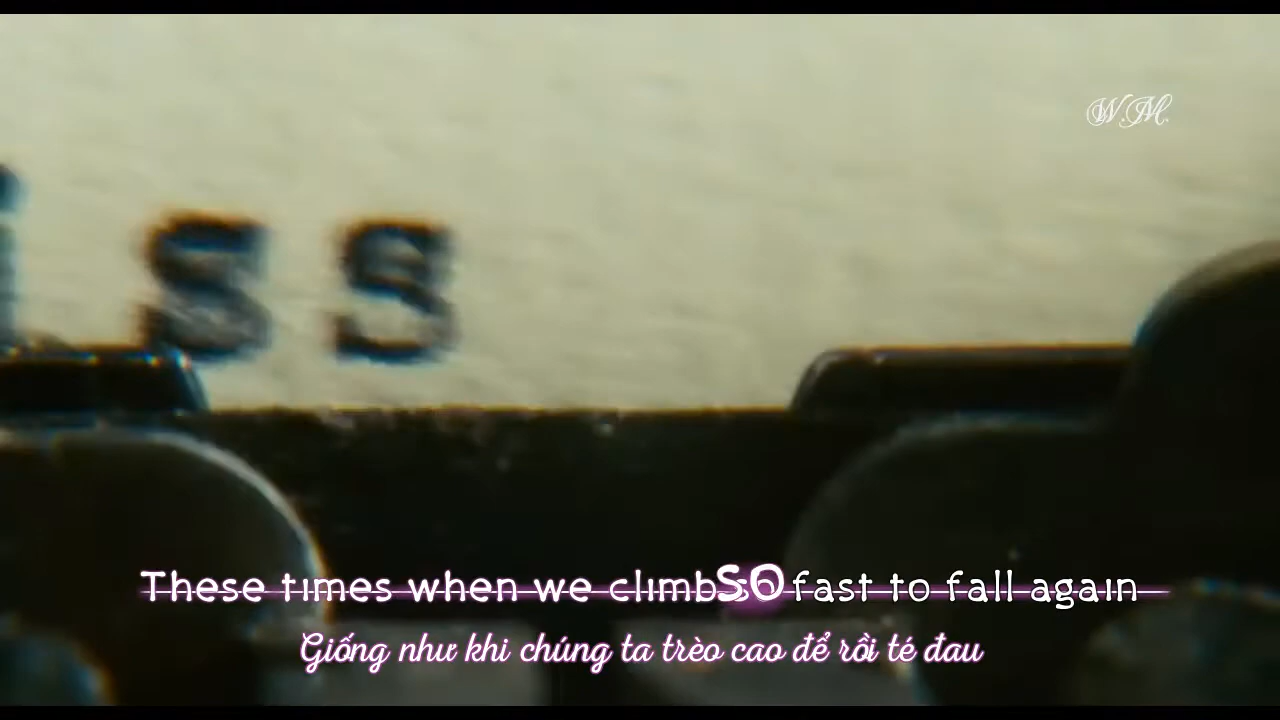 W.M.
iss
These times when we climb so fast to fall again
Giống như khi chúng ta trèo cao để rồi té đau